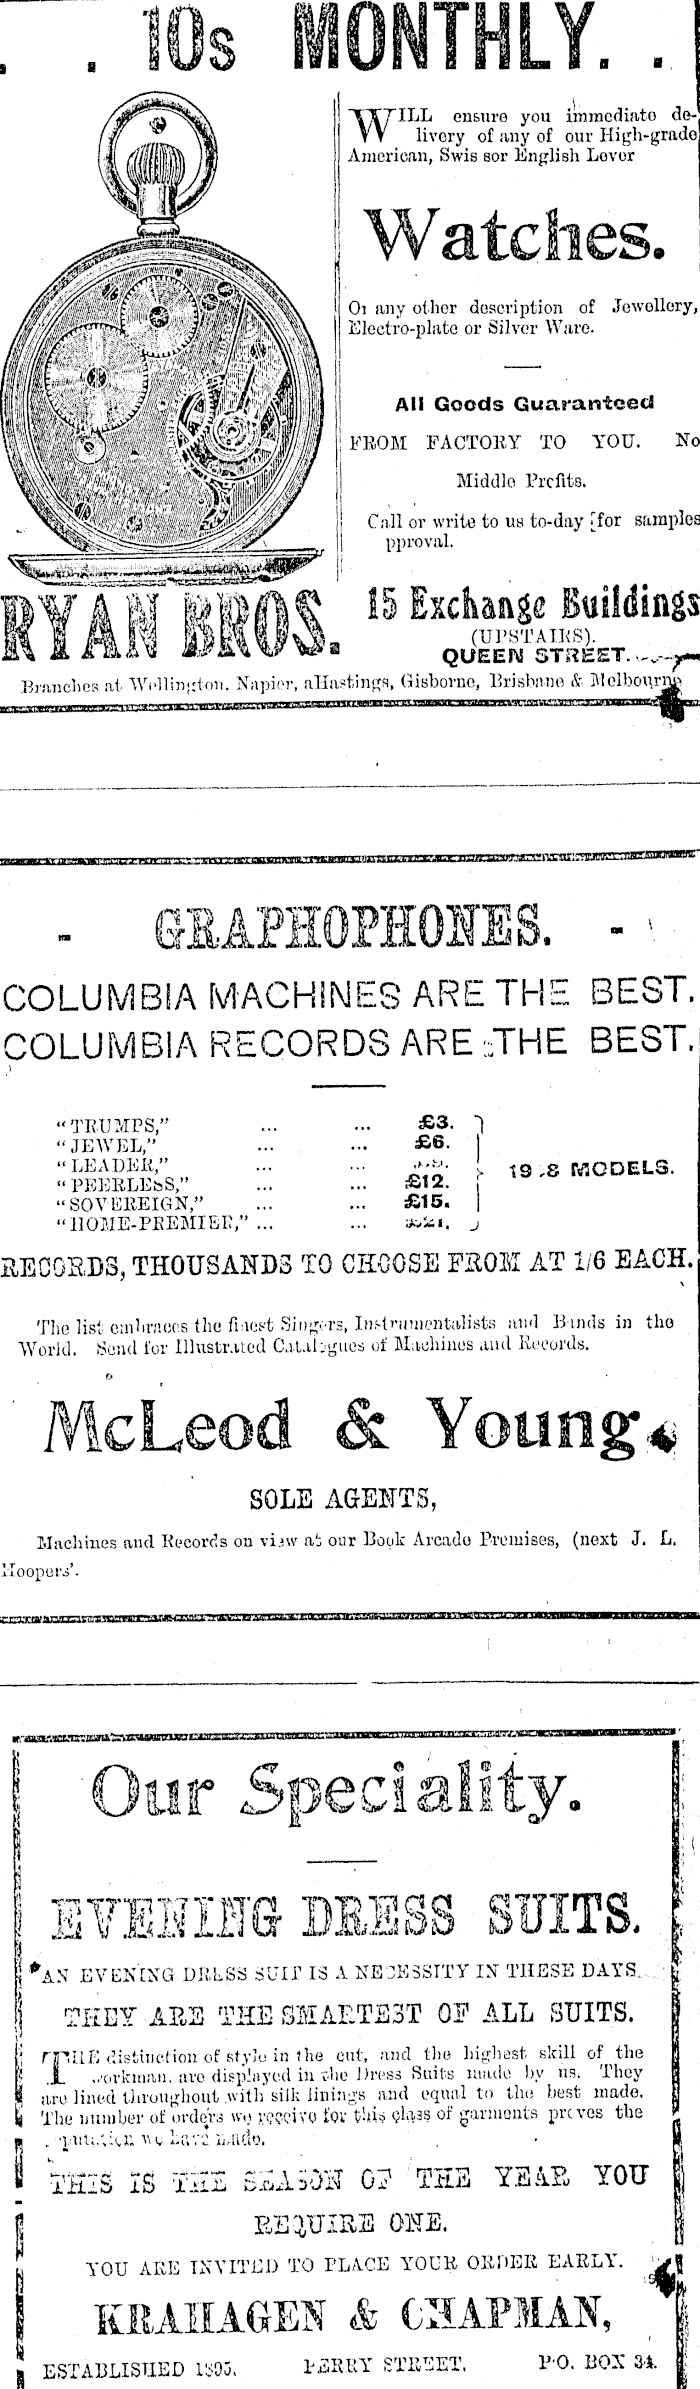 . . 10s MONTHLY. .
WILL ensure you immediate de-
livery of any of our High-grade
American, Swis sor English Lever
Watches.
Or any other description of Jewellery,
Electro-plate or Silver Ware.
All Goods Guaranteed
FROM FACTORY TO YOU. No
Middle Profits.
Call or write to us to-day for samples
pproval.
RYAN BROS.
15 Exchange Buildings
(UPSTAIRS).
QUEEN STREET.
Branches at Wellington, Napier, aHastings, Gisborne, Brisbane & Melbourne
- GRAPHOPHONES. -
COLUMBIA MACHINES ARE THE BEST.
COLUMBIA RECORDS ARE THE BEST.
"TRUMPS," ... ... £3.
"JEWEL," ... ... £6.
"LEADER," ... ...
"PEERLESS," ... ... £12.
"SOVEREIGN," ... ... £15.
"HOME-PREMIER," ... ...
MODELS.
RECORDS, THOUSANDS TO CHOOSE FROM AT 1/6 EACH.
The list embraces the finest Singers, Instrumentalists and Bands in the
World. Send for Illustrated Catalogues of Machines and Records.
McLeod & Young
SOLE AGENTS,
Machines and Records on view at our Book Arcade Premises, (next J. L.
Hoopers'.
Our Speciality.
EVENING DRESS SUITS.
AN EVENING DRESS SUIT IS A NECESSITY IN THESE DAYS.
THEY ARE THE SMARTEST OF ALL SUITS.
THE distinction of style in the cut, and the highest skill of the
workman, are displayed in the Dress Suits made by us. They
are lined throughout with silk linings and equal to the best made.
The number of orders we receive for this class of garments proves the
we have made.
THIS IS THE SEASON OF THE YEAR YOU
REQUIRE ONE.
YOU ARE INVITED TO PLACE YOUR ORDER EARLY.
KRAHAGEN & CHAPMAN,
ESTABLISHED 1895. PERRY STREET. P.O. BOX 34.